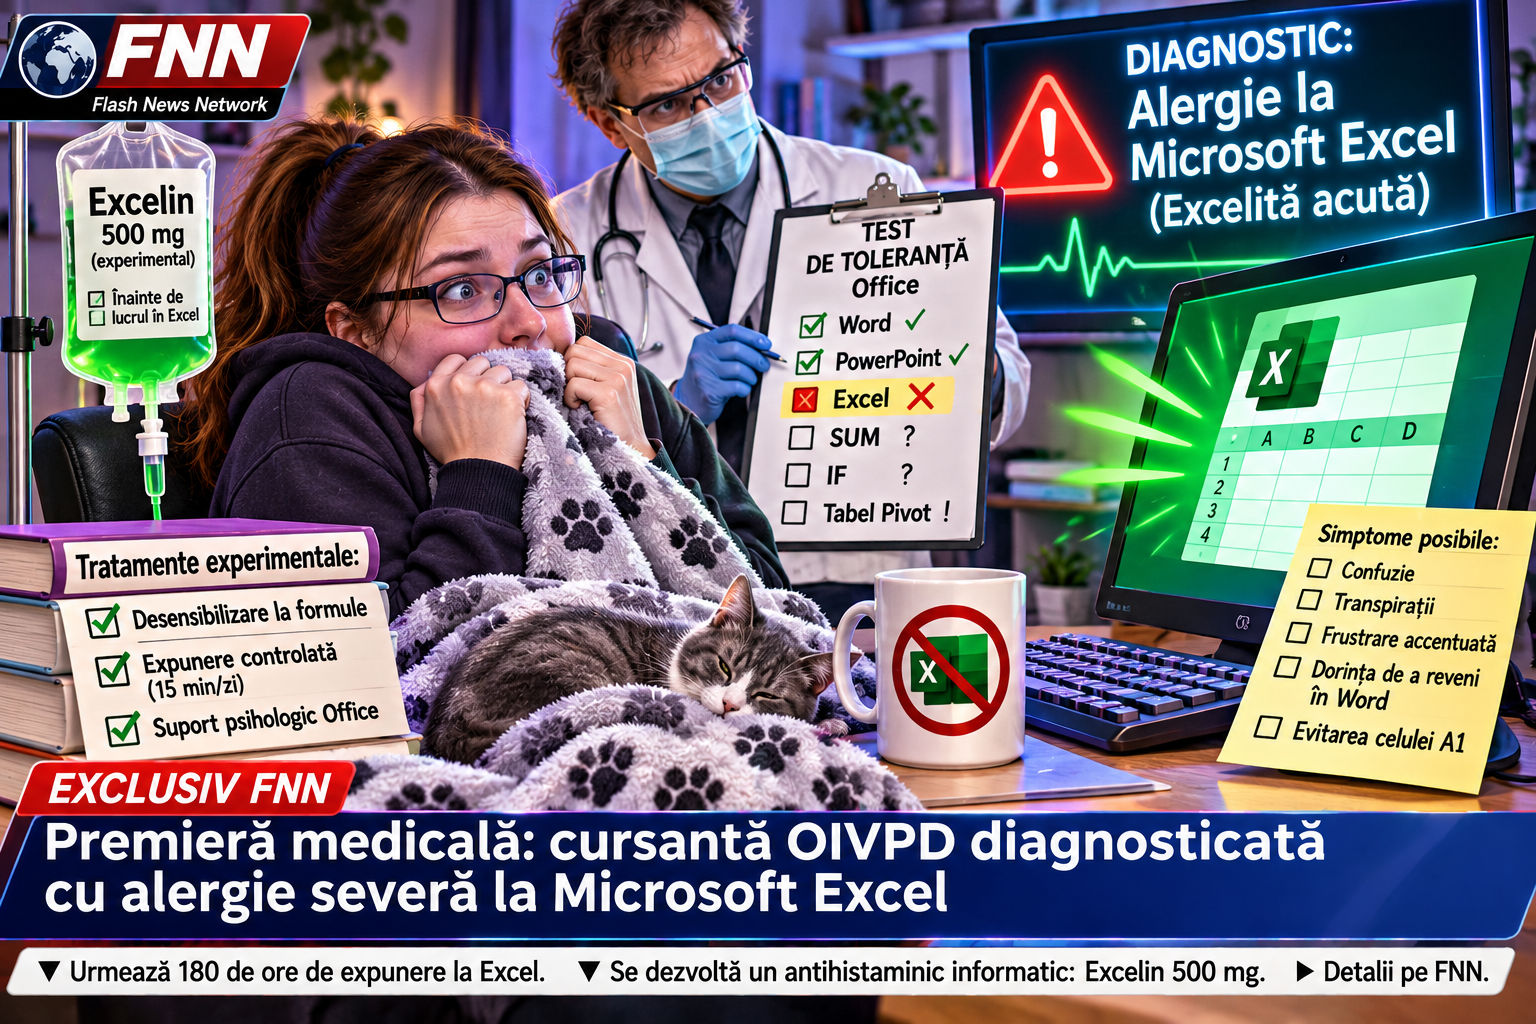 FNN
Flash News Network
Excelin
500 mg
(experimental)
Înainte de
lucrul în Excel
TEST
DE TOLERANȚĂ
Office
Word ✓
PowerPoint ✓
Excel ✗
SUM ?
IF ?
Tabel Pivot !
DIAGNOSTIC:
Alergie la
Microsoft Excel
(Excelită acută)
X
A B C D
1
2
3
4
Tratamente experimentale:
Desensibilizare la formule
Expunere controlată
(15 min/zi)
Suport psihologic Office
X
Simptome posibile:
Confuzie
Transpirații
Frustrare accentuată
Dorința de a reveni
în Word
Evitarea celulei A1
EXCLUSIV FNN
Premieră medicală: cursantă OIVPD diagnosticată
cu alergie severă la Microsoft Excel
▼ Urmează 180 de ore de expunere la Excel. ▼ Se dezvoltă un antihistaminic informatic: Excelin 500 mg. ▶ Detalii pe FNN.